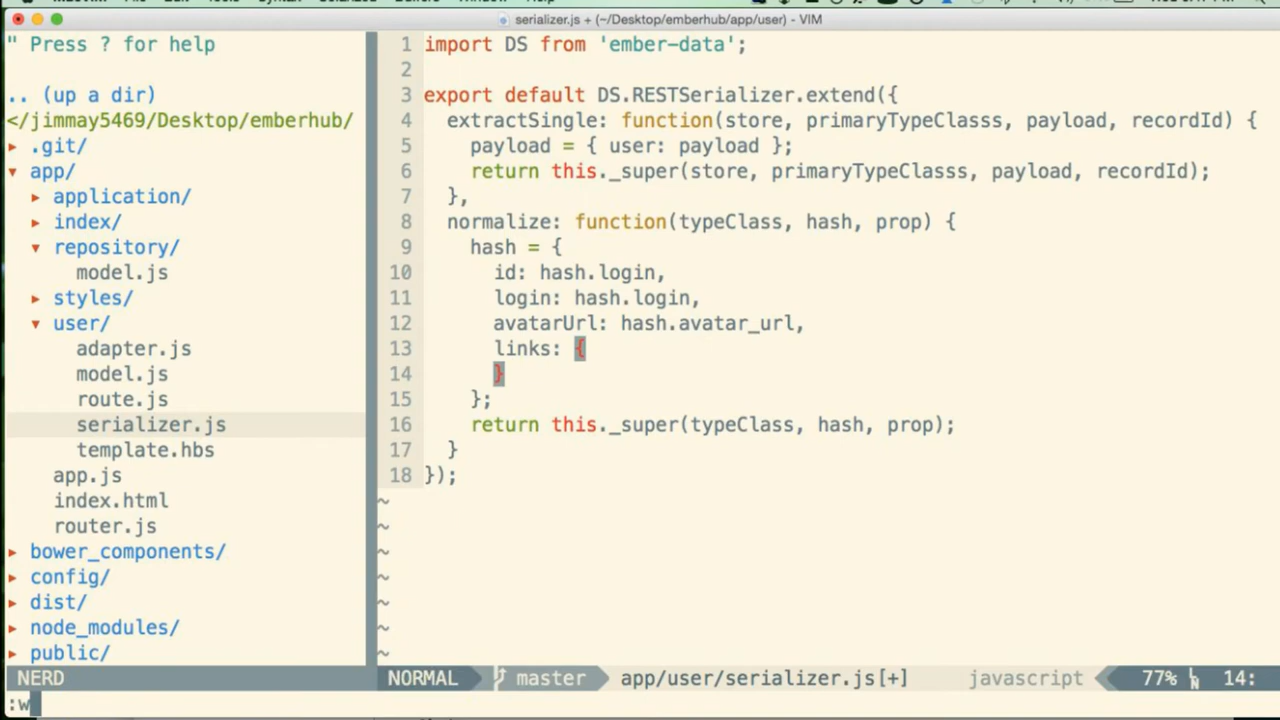 serializer.js + (~/Desktop/emberhub/app/user) - VIM
" Press ? for help
.. (up a dir)
</jimmay5469/Desktop/emberhub/
▸ .git/
▾ app/
▸ application/
▸ index/
▾ repository/
model.js
▸ styles/
▾ user/
adapter.js
model.js
route.js
serializer.js
template.hbs
app.js
index.html
router.js
▸ bower_components/
▸ config/
▸ dist/
▸ node_modules/
▸ public/
NERD
:w
1 import DS from 'ember-data';
2
3 export default DS.RESTSerializer.extend({
4 extractSingle: function(store, primaryTypeClasss, payload, recordId) {
5 payload = { user: payload };
6 return this._super(store, primaryTypeClasss, payload, recordId);
7 },
8 normalize: function(typeClass, hash, prop) {
9 hash = {
10 id: hash.login,
11 login: hash.login,
12 avatarUrl: hash.avatar_url,
13 links: {
14 }
15 };
16 return this._super(typeClass, hash, prop);
17 }
18 });
~
~
~
~
~
~
~
NORMAL master app/user/serializer.js[+] javascript 77% 14: